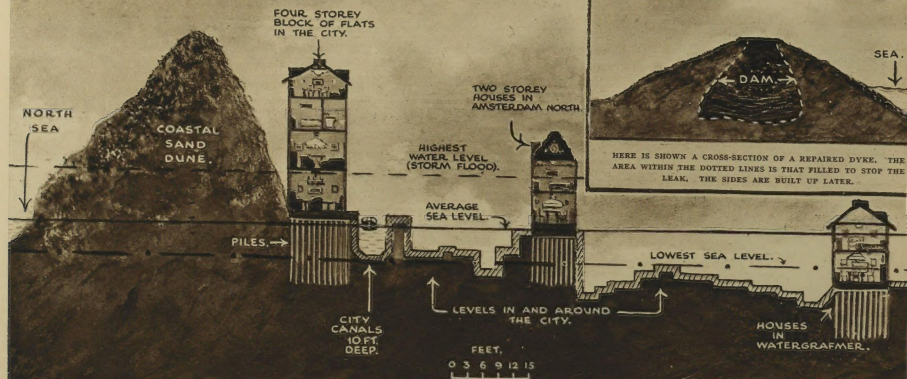 FOUR STOREY
BLOCK OF FLATS
IN THE CITY.
NORTH
SEA
COASTAL
SAND
DUNE.
TWO STOREY
HOUSES IN
AMSTERDAM NORTH.
HIGHEST
WATER LEVEL
(STORM FLOOD).
AVERAGE
SEA LEVEL.
PILES.
LOWEST SEA LEVEL.
CITY
CANALS
10 FT.
DEEP.
LEVELS IN AND AROUND
THE CITY.
HOUSES
IN
WATERGRAFMER.
FEET.
0 3 6 9 12 15
DAM.
SEA.
HERE IS SHOWN A CROSS-SECTION OF A REPAIRED DYKE. THE
AREA WITHIN THE DOTTED LINES IS THAT FILLED TO STOP THE
LEAK. THE SIDES ARE BUILT UP LATER.